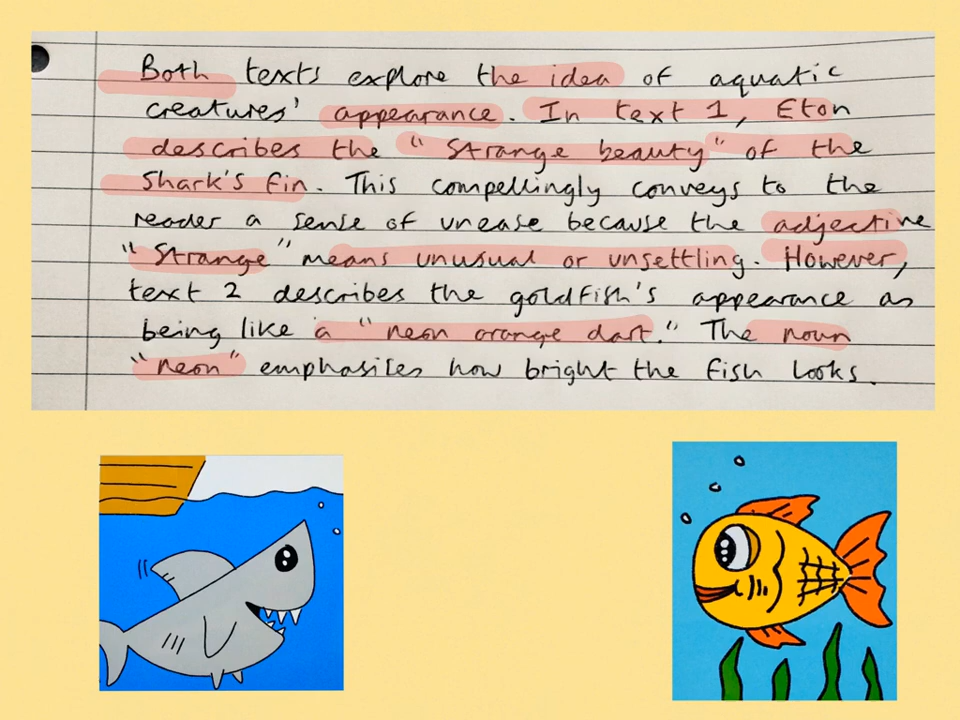 Both texts explore the idea of aquatic
creatures' appearance. In text 1, Eton
describes the "Strange beauty" of the
Shark's fin. This compellingly conveys to the
reader a sense of unease because the adjective
"Strange" means unusual or unsettling. However,
text 2 describes the goldfish's appearance as
being like a "neon orange dart." The noun
"neon" emphasises how bright the fish looks.